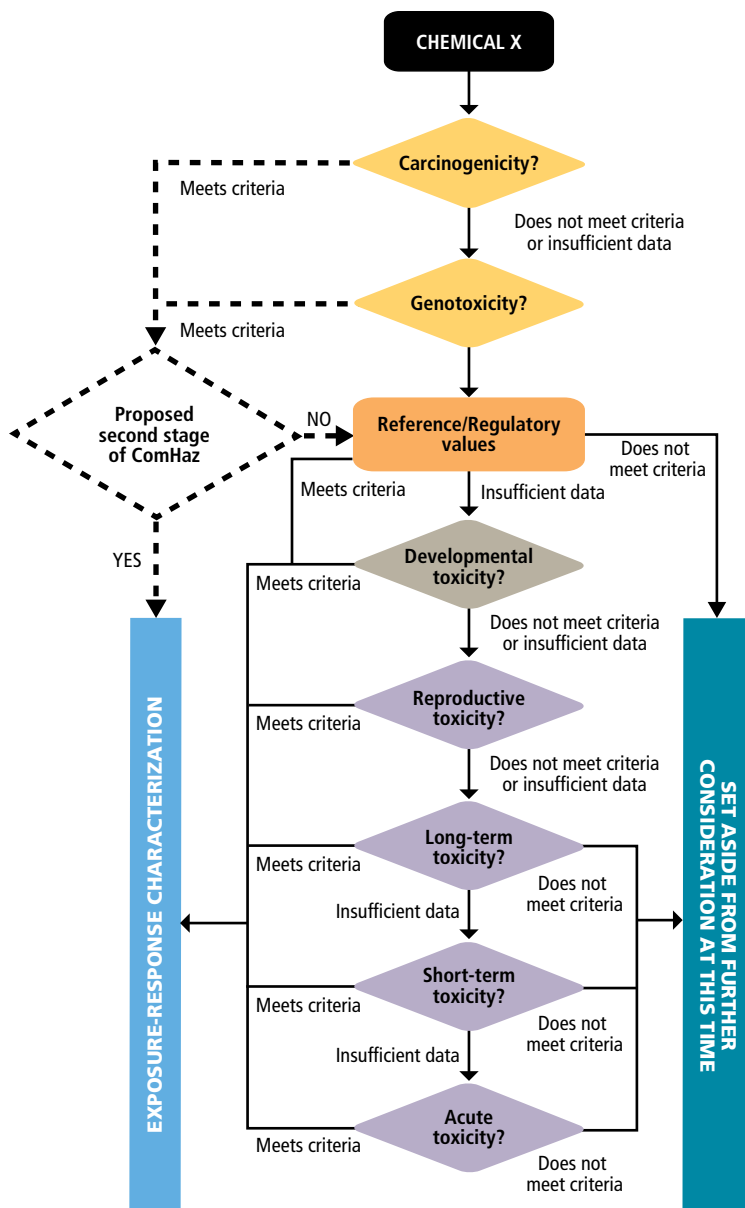 CHEMICAL X
Carcinogenicity?
Meets criteria
Does not meet criteria
or insufficient data
Genotoxicity?
Meets criteria
Proposed
second stage
of ComHaz
NO
Reference/Regulatory
values
Does not
meet criteria
Meets criteria
Insufficient data
YES
Developmental
toxicity?
Meets criteria
Does not meet criteria
or insufficient data
Reproductive
toxicity?
Meets criteria
Does not meet criteria
or insufficient data
Long-term
toxicity?
Meets criteria
Does not
meet criteria
Insufficient data
Short-term
toxicity?
Meets criteria
Does not
meet criteria
Insufficient data
Acute
toxicity?
Meets criteria
Does not
meet criteria
EXPOSURE-RESPONSE CHARACTERIZATION
SET ASIDE FROM FURTHER
CONSIDERATION AT THIS TIME